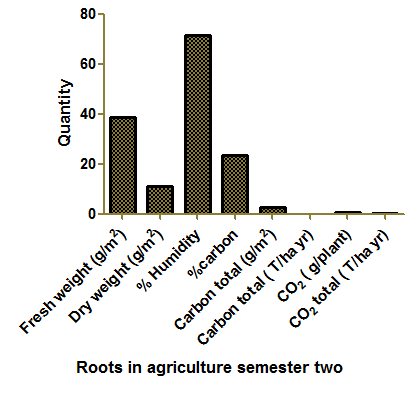 80
60
40
20
0
Quantity
Fresh weight (g/m²)
Dry weight (g/m²)
% Humidity
%carbon
Carbon total (g/m²)
Carbon total ( T/ha yr)
CO₂ ( g/plant)
CO₂ total ( T/ha yr)
Roots in agriculture semester two